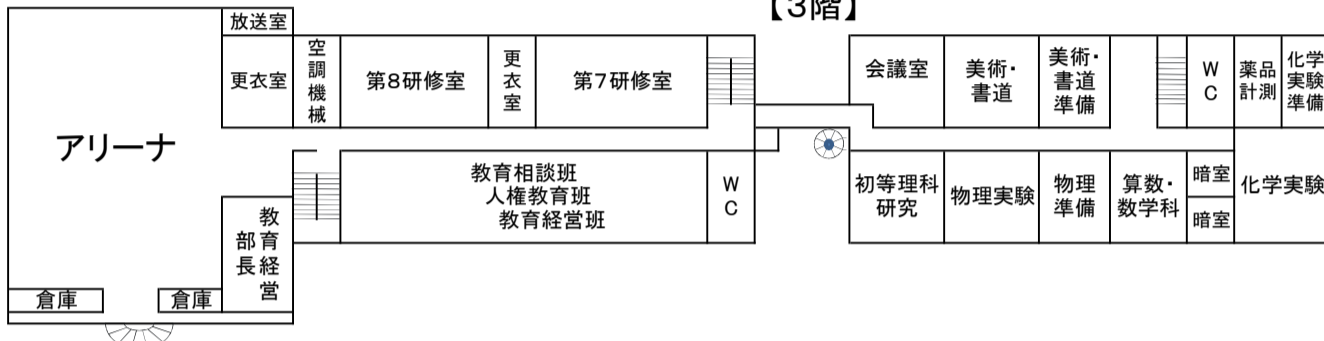 【3階】
放送室
更衣室
空調機械
第8研修室
更衣室
第7研修室
会議室
美術・
書道
美術・
書道
準備
WC
薬品
計測
化学
実験
準備
アリーナ
教育相談班
人権教育班
教育経営班
WC
初等理科
研究
物理実験
物理
準備
算数・
数学科
暗室
暗室
化学実験
教育経営
部長
倉庫
倉庫